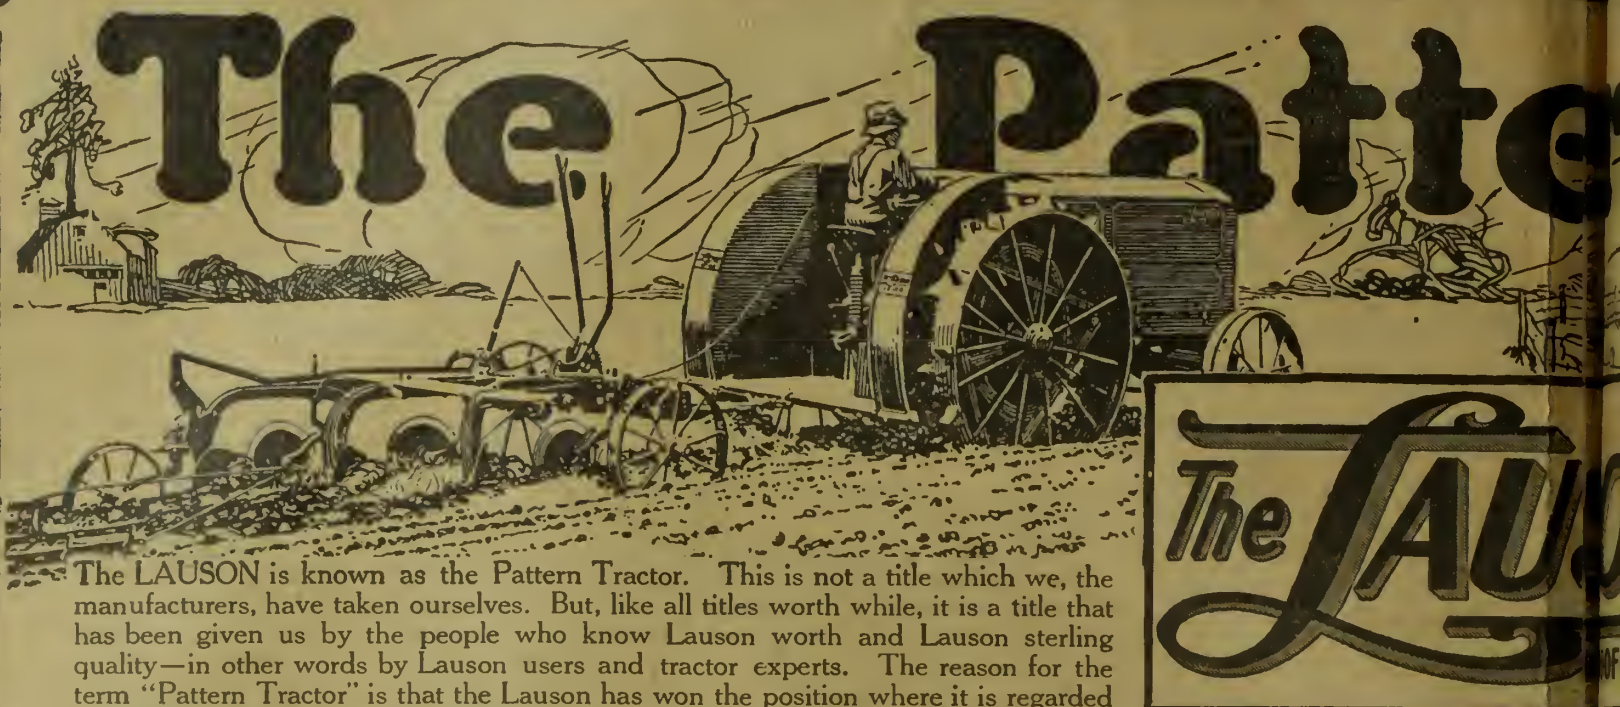 The Patte
The LAUSON is known as the Pattern Tractor. This is not a title which we, the
manufacturers, have taken ourselves. But, like all titles worth while, it is a title that
has been given us by the people who know Lauson worth and Lauson sterling
quality—in other words by Lauson users and tractor experts. The reason for the
term "Pattern Tractor" is that the Lauson has won the position where it is regarded
The LAUS